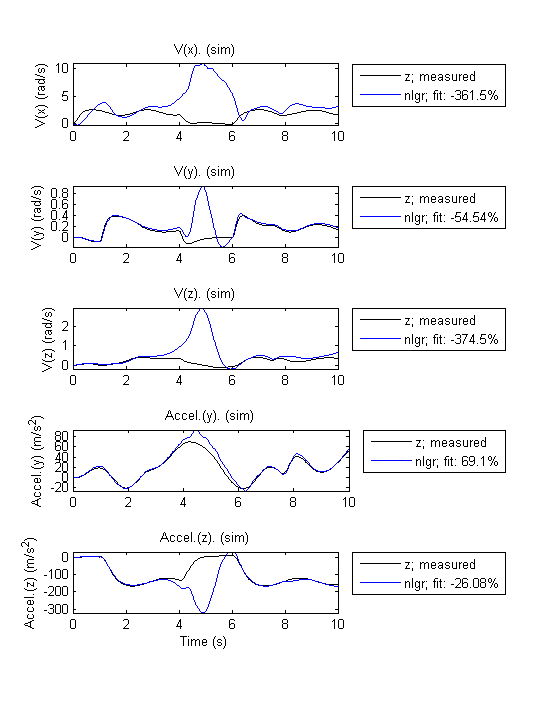 V(x). (sim)
V(x) (rad/s)
10
5
0
0 2 4 6 8 10
z; measured
nlgr; fit: -361.5%
V(y). (sim)
V(y) (rad/s)
0.8
0.6
0.4
0.2
0
0 2 4 6 8 10
z; measured
nlgr; fit: -54.54%
V(z). (sim)
V(z) (rad/s)
2
1
0
0 2 4 6 8 10
z; measured
nlgr; fit: -374.5%
Accel.(y). (sim)
Accel.(y) (m/s²)
80
60
40
20
0
-20
0 2 4 6 8 10
z; measured
nlgr; fit: 69.1%
Accel.(z). (sim)
Accel.(z) (m/s²)
0
-100
-200
-300
0 2 4 6 8 10
Time (s)
z; measured
nlgr; fit: -26.08%